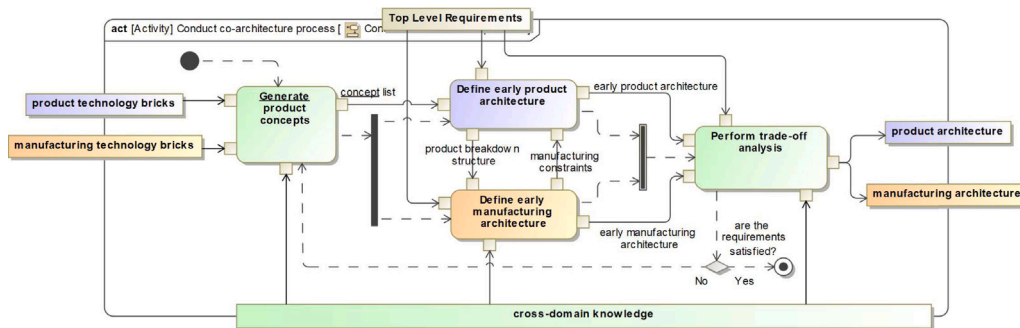 Top Level Requirements
act [Activity] Conduct co-architecture process [
product technology bricks
manufacturing technology bricks
Generate
product
concepts
concept list
Define early product
architecture
early product architecture
product breakdown
structure
manufacturing
constraints
Define early
manufacturing
architecture
early manufacturing
architecture
Perform trade-off
analysis
product architecture
manufacturing architecture
are the
requirements
satisfied?
No
Yes
cross-domain knowledge